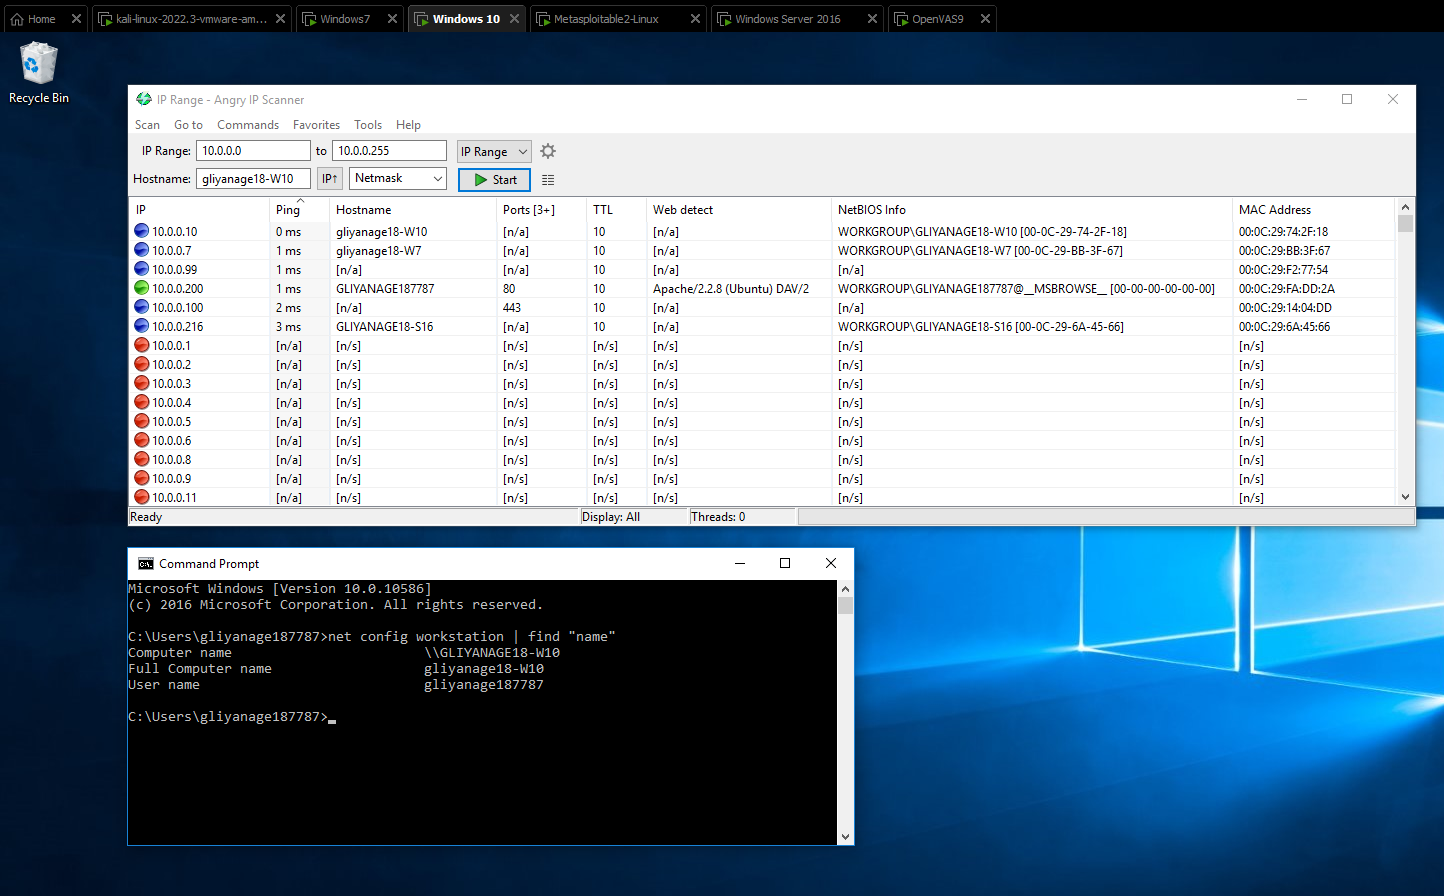 Home kali-linux-2022.3-vmware-am... Windows7 Windows 10 Metasploitable2-Linux Windows Server 2016 OpenVAS9
Recycle Bin
IP Range - Angry IP Scanner
Scan Go to Commands Favorites Tools Help
IP Range: 10.0.0.0 to 10.0.0.255 IP Range
Hostname: gliyanage18-W10 IP↑ Netmask Start
IP Ping Hostname Ports [3+] TTL Web detect NetBIOS Info MAC Address
10.0.0.10 0 ms gliyanage18-W10 [n/a] 10 [n/a] WORKGROUP\GLIYANAGE18-W10 [00-0C-29-74-2F-18] 00:0C:29:74:2F:18
10.0.0.7 1 ms gliyanage18-W7 [n/a] 10 [n/a] WORKGROUP\GLIYANAGE18-W7 [00-0C-29-BB-3F-67] 00:0C:29:BB:3F:67
10.0.0.99 1 ms [n/a] [n/a] 10 [n/a] [n/a] 00:0C:29:F2:77:54
10.0.0.200 1 ms GLIYANAGE187787 80 10 Apache/2.2.8 (Ubuntu) DAV/2 WORKGROUP\GLIYANAGE187787@__MSBROWSE__ [00-00-00-00-00-00] 00:0C:29:FA:DD:2A
10.0.0.100 2 ms [n/a] 443 10 [n/a] [n/a] 00:0C:29:14:04:DD
10.0.0.216 3 ms GLIYANAGE18-S16 [n/a] 10 [n/a] WORKGROUP\GLIYANAGE18-S16 [00-0C-29-6A-45-66] 00:0C:29:6A:45:66
10.0.0.1 [n/a] [n/s] [n/s] [n/s] [n/s] [n/s] [n/s]
10.0.0.2 [n/a] [n/s] [n/s] [n/s] [n/s] [n/s] [n/s]
10.0.0.3 [n/a] [n/s] [n/s] [n/s] [n/s] [n/s] [n/s]
10.0.0.4 [n/a] [n/s] [n/s] [n/s] [n/s] [n/s] [n/s]
10.0.0.5 [n/a] [n/s] [n/s] [n/s] [n/s] [n/s] [n/s]
10.0.0.6 [n/a] [n/s] [n/s] [n/s] [n/s] [n/s] [n/s]
10.0.0.8 [n/a] [n/s] [n/s] [n/s] [n/s] [n/s] [n/s]
10.0.0.9 [n/a] [n/s] [n/s] [n/s] [n/s] [n/s] [n/s]
10.0.0.11 [n/a] [n/s] [n/s] [n/s] [n/s] [n/s] [n/s]
Ready Display: All Threads: 0
Command Prompt
Microsoft Windows [Version 10.0.10586]
(c) 2016 Microsoft Corporation. All rights reserved.
C:\Users\gliyanage187787>net config workstation | find "name"
Computer name \\GLIYANAGE18-W10
Full Computer name gliyanage18-W10
User name gliyanage187787
C:\Users\gliyanage187787>